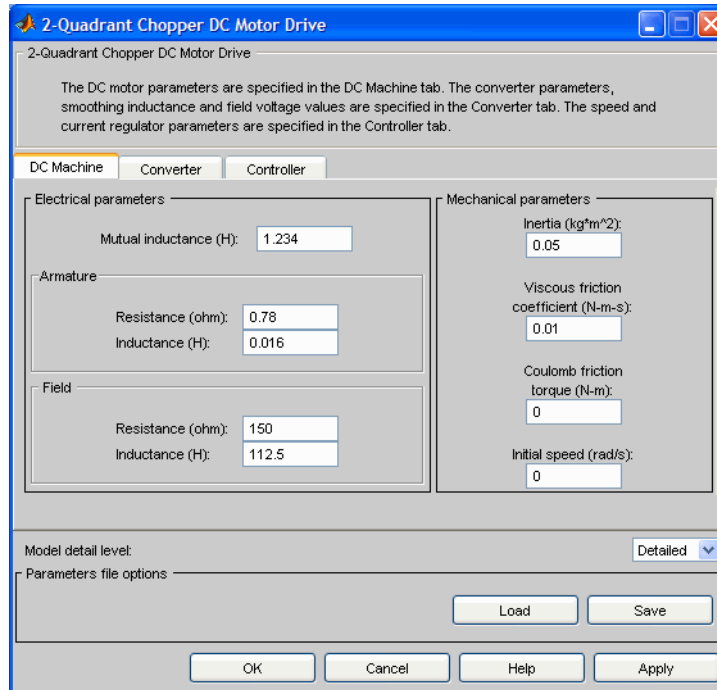 2-Quadrant Chopper DC Motor Drive
2-Quadrant Chopper DC Motor Drive
The DC motor parameters are specified in the DC Machine tab. The converter parameters,
smoothing inductance and field voltage values are specified in the Converter tab. The speed and
current regulator parameters are specified in the Controller tab.
DC Machine Converter Controller
Electrical parameters
Mutual inductance (H): 1.234
Armature
Resistance (ohm): 0.78
Inductance (H): 0.016
Field
Resistance (ohm): 150
Inductance (H): 112.5
Mechanical parameters
Inertia (kg*m^2):
0.05
Viscous friction
coefficient (N-m-s):
0.01
Coulomb friction
torque (N-m):
0
Initial speed (rad/s):
0
Model detail level: Detailed
Parameters file options
Load Save
OK Cancel Help Apply